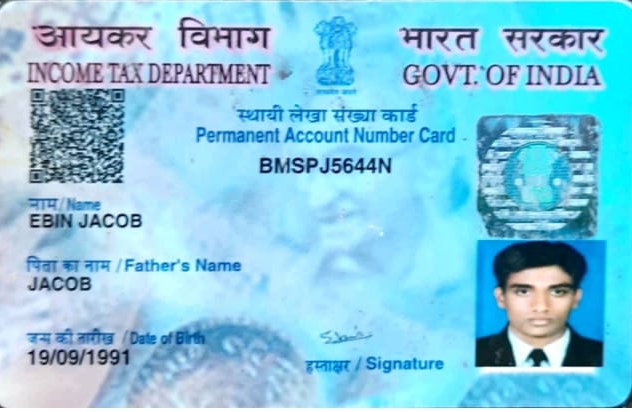 आयकर विभाग
INCOME TAX DEPARTMENT
भारत सरकार
GOVT. OF INDIA
स्थायी लेखा संख्या कार्ड
Permanent Account Number Card
BMSPJ5644N
नाम / Name
EBIN JACOB
पिता का नाम / Father's Name
JACOB
जन्म की तारीख / Date of Birth
19/09/1991
हस्ताक्षर / Signature